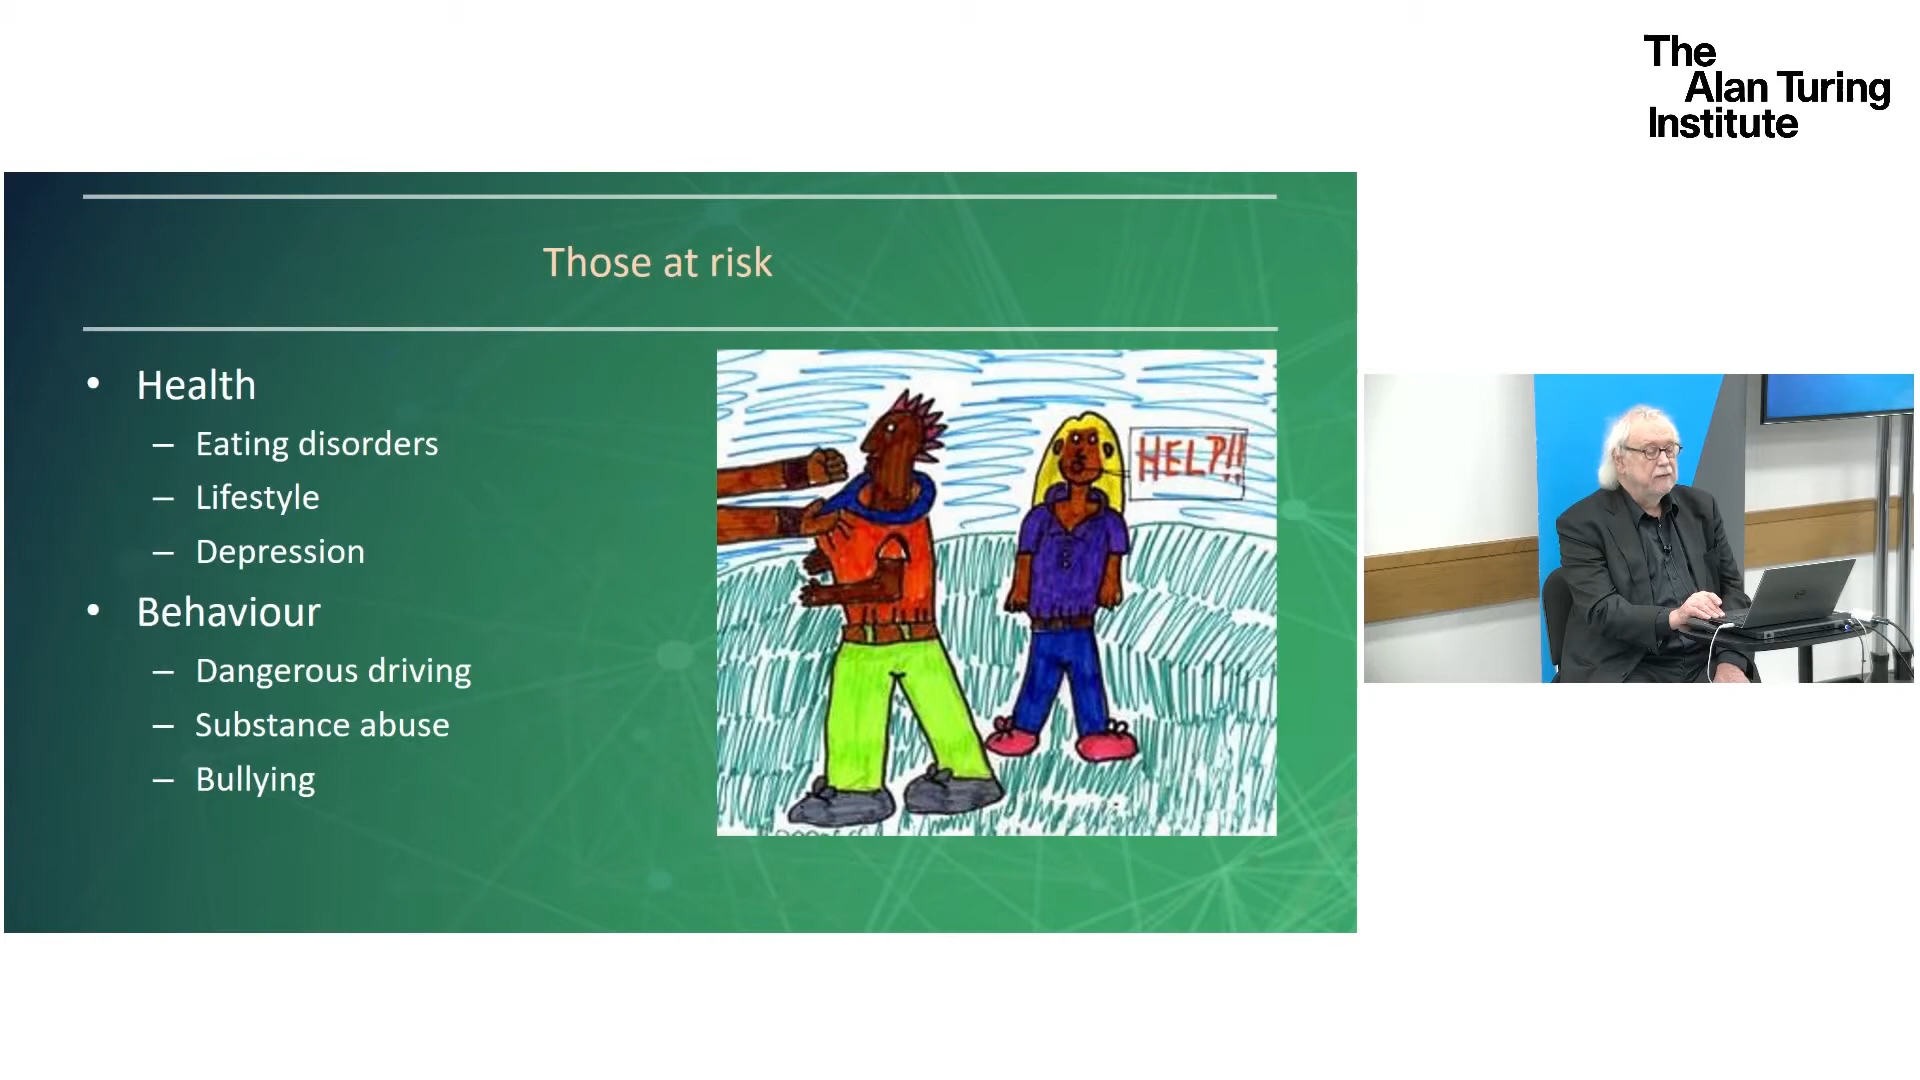 The
Alan Turing
Institute
Those at risk
• Health
– Eating disorders
– Lifestyle
– Depression
• Behaviour
– Dangerous driving
– Substance abuse
– Bullying
HELP!!